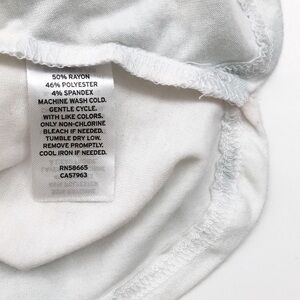 50% RAYON
46% POLYESTER
4% SPANDEX
MACHINE WASH COLD.
GENTLE CYCLE.
WITH LIKE COLORS.
ONLY NON-CHLORINE
BLEACH IF NEEDED.
TUMBLE DRY LOW.
REMOVE PROMPTLY.
COOL IRON IF NEEDED.
RN58665
CA57963